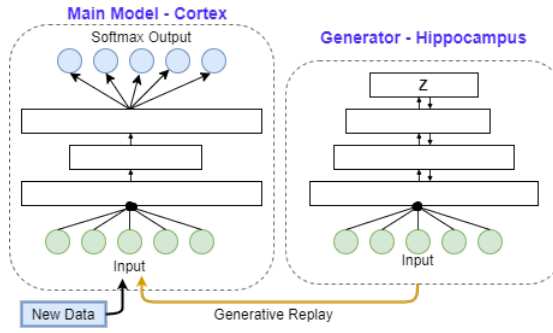 Main Model - Cortex
Softmax Output
Input
New Data
Generator - Hippocampus
Z
Input
Generative Replay